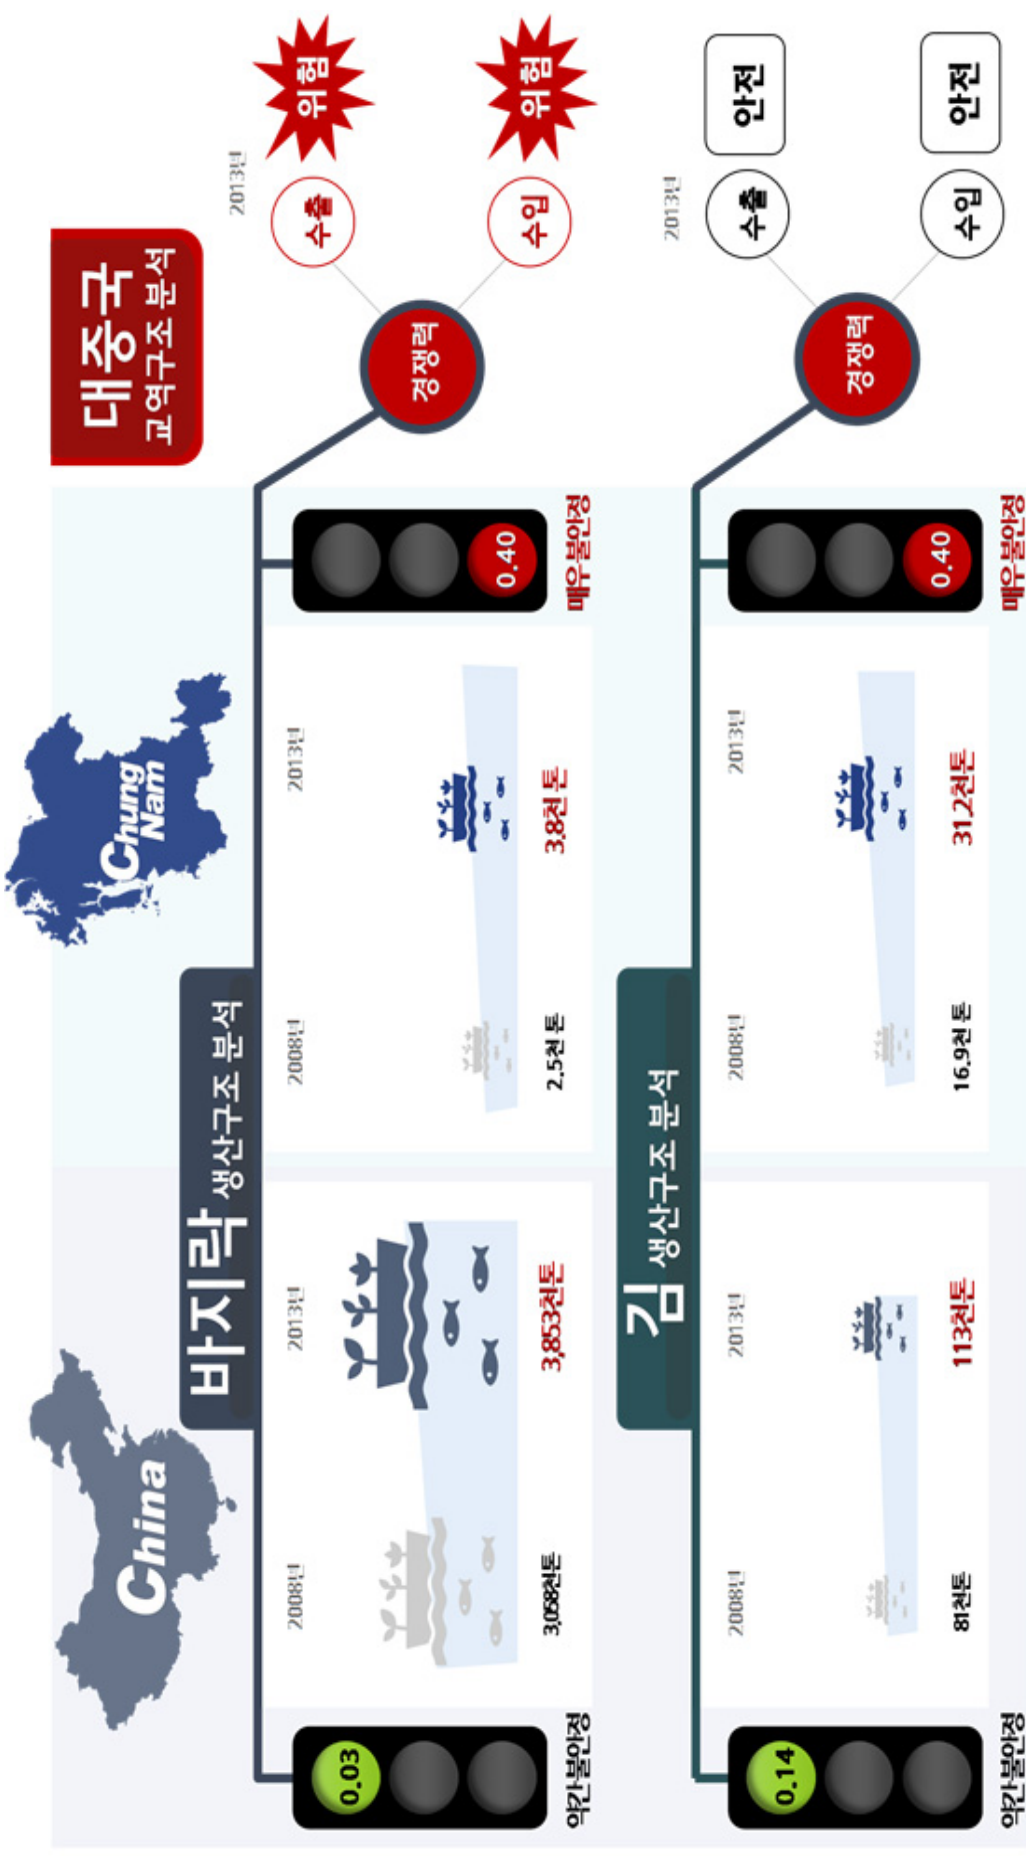 China
Chung
Nam
대중국
교역구조 분석
바지락 생산구조 분석
2008년
2013년
2008년
2013년
2013년
0.03
약간 불안정
3,058천톤
3,853천톤
2.5천 톤
3.8천 톤
0.40
매우 불안정
경쟁력
수출
위험
수입
위험
김 생산구조 분석
2008년
2013년
2008년
2013년
2013년
0.14
약간 불안정
81천톤
113천톤
16.9천 톤
31.2천톤
0.40
매우 불안정
경쟁력
수출
안전
수입
안전